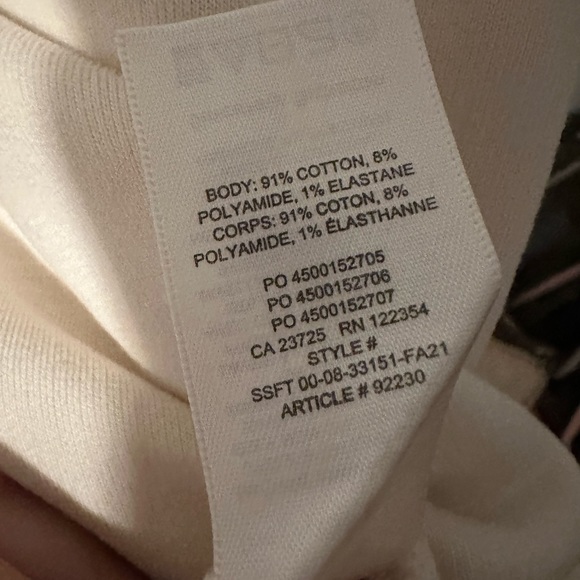 BODY: 91% COTTON, 8%
POLYAMIDE, 1% ELASTANE
CORPS: 91% COTON, 8%
POLYAMIDE, 1% ÉLASTHANNE
PO 4500152705
PO 4500152706
PO 4500152707
CA 23725 RN 122354
STYLE #
SSFT 00-08-33151-FA21
ARTICLE # 92230